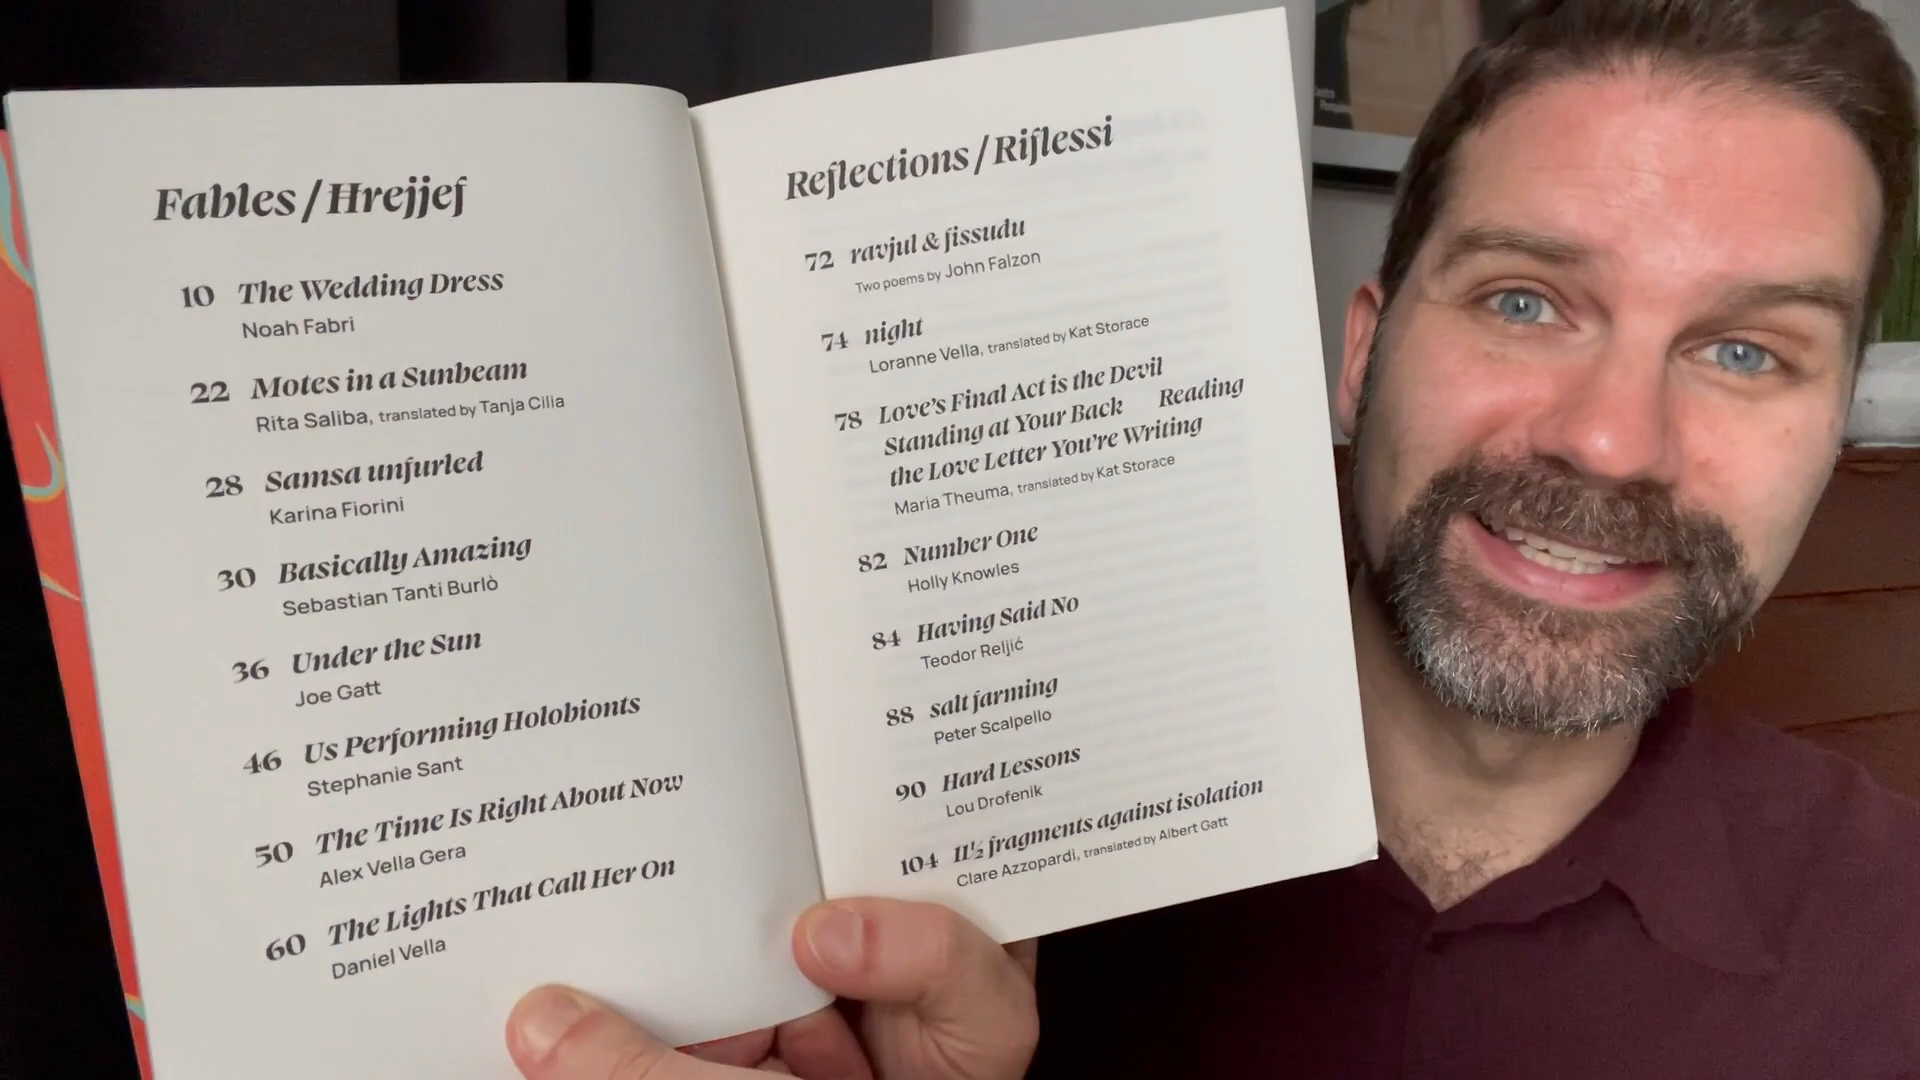 Fables / Ħrejjef
10 The Wedding Dress
Noah Fabri
22 Motes in a Sunbeam
Rita Saliba, translated by Tanja Cilia
28 Samsa unfurled
Karina Fiorini
30 Basically Amazing
Sebastian Tanti Burlò
36 Under the Sun
Joe Gatt
46 Us Performing Holobionts
Stephanie Sant
50 The Time Is Right About Now
Alex Vella Gera
60 The Lights That Call Her On
Daniel Vella
Reflections / Riflessi
72 ravjul & fissudu
Two poems by John Falzon
74 night
Loranne Vella, translated by Kat Storace
78 Love's Final Act is the Devil
Standing at Your Back Reading
the Love Letter You're Writing
Maria Theuma, translated by Kat Storace
82 Number One
Holly Knowles
84 Having Said No
Teodor Reljić
88 salt farming
Peter Scalpello
90 Hard Lessons
Lou Drofenik
104 11½ fragments against isolation
Clare Azzopardi, translated by Albert Gatt